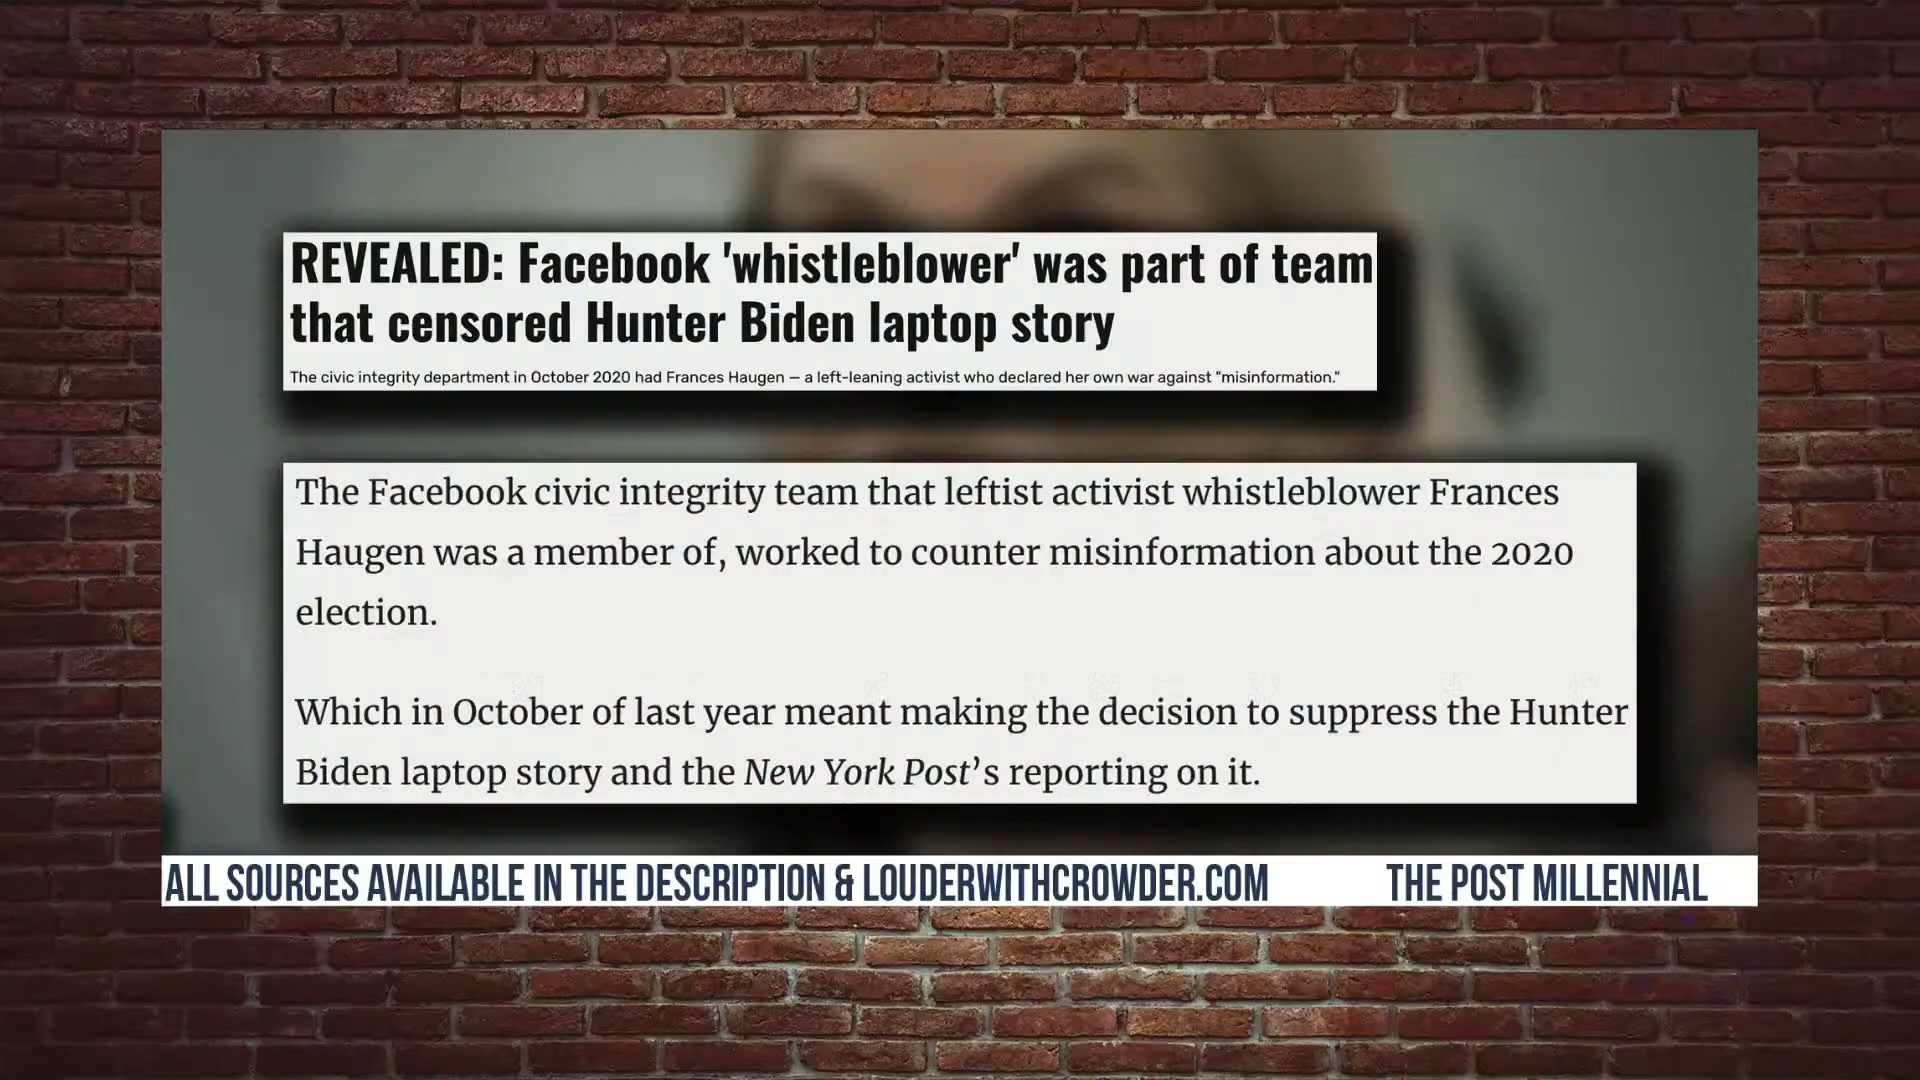 REVEALED: Facebook 'whistleblower' was part of team
that censored Hunter Biden laptop story
The civic integrity department in October 2020 had Frances Haugen — a left-leaning activist who declared her own war against "misinformation."
The Facebook civic integrity team that leftist activist whistleblower Frances
Haugen was a member of, worked to counter misinformation about the 2020
election.
Which in October of last year meant making the decision to suppress the Hunter
Biden laptop story and the New York Post’s reporting on it.
ALL SOURCES AVAILABLE IN THE DESCRIPTION & LOUDERWITHCROWDER.COM THE POST MILLENNIAL